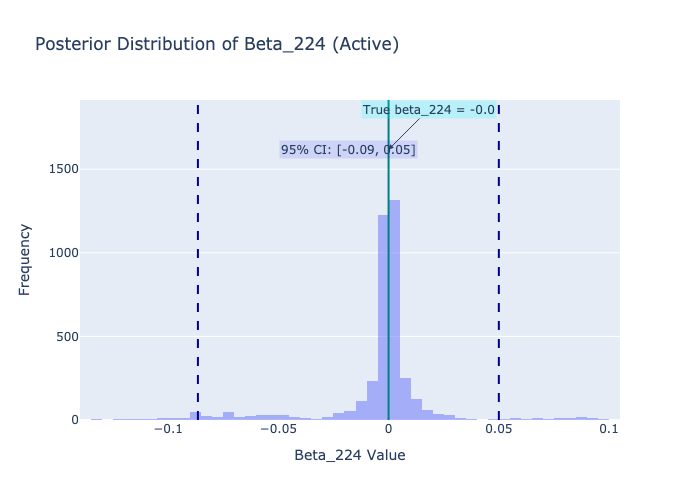 Posterior Distribution of Beta_224 (Active)
True beta_224 = -0.0
95% CI: [-0.09, 0.05]
1500
1000
500
0
−0.1
−0.05
0
0.05
0.1
Frequency
Beta_224 Value